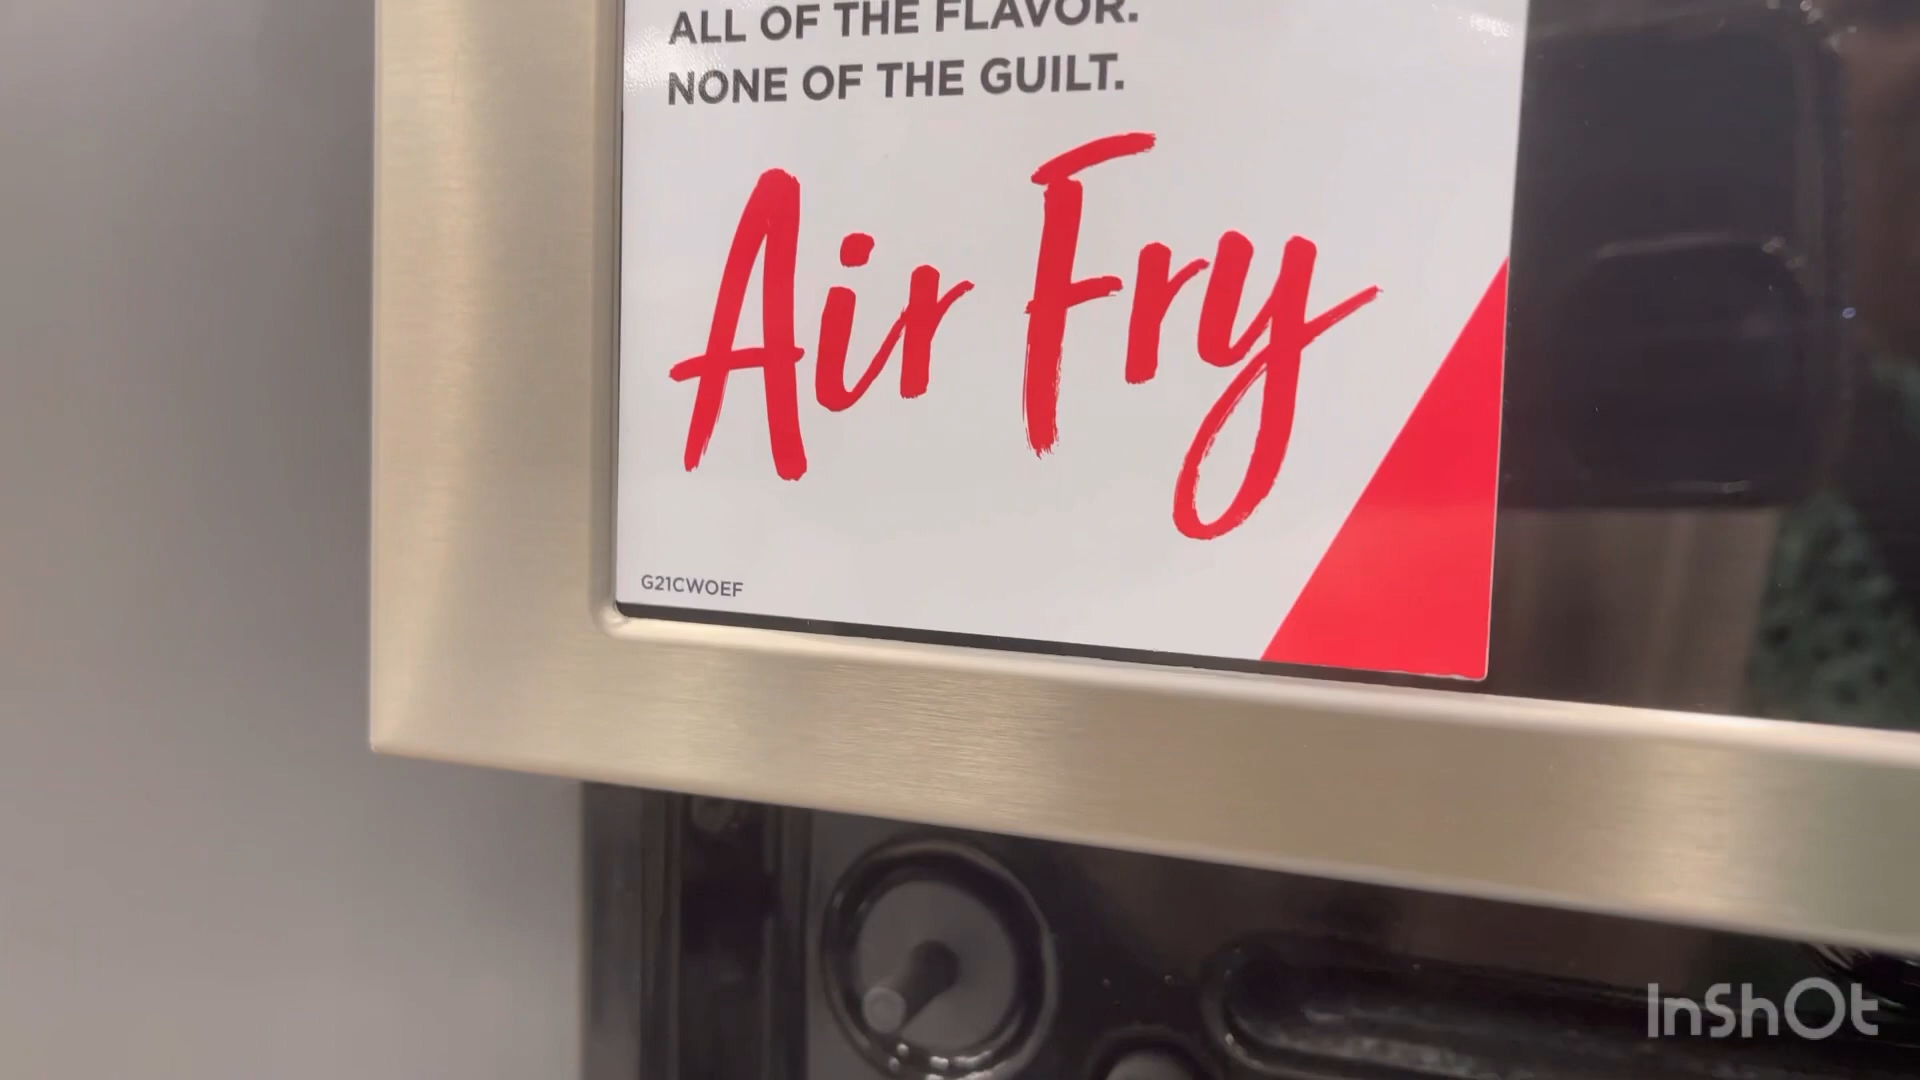 ALL OF THE FLAVOR.
NONE OF THE GUILT.
Air Fry
G21CWOEF
InShOt